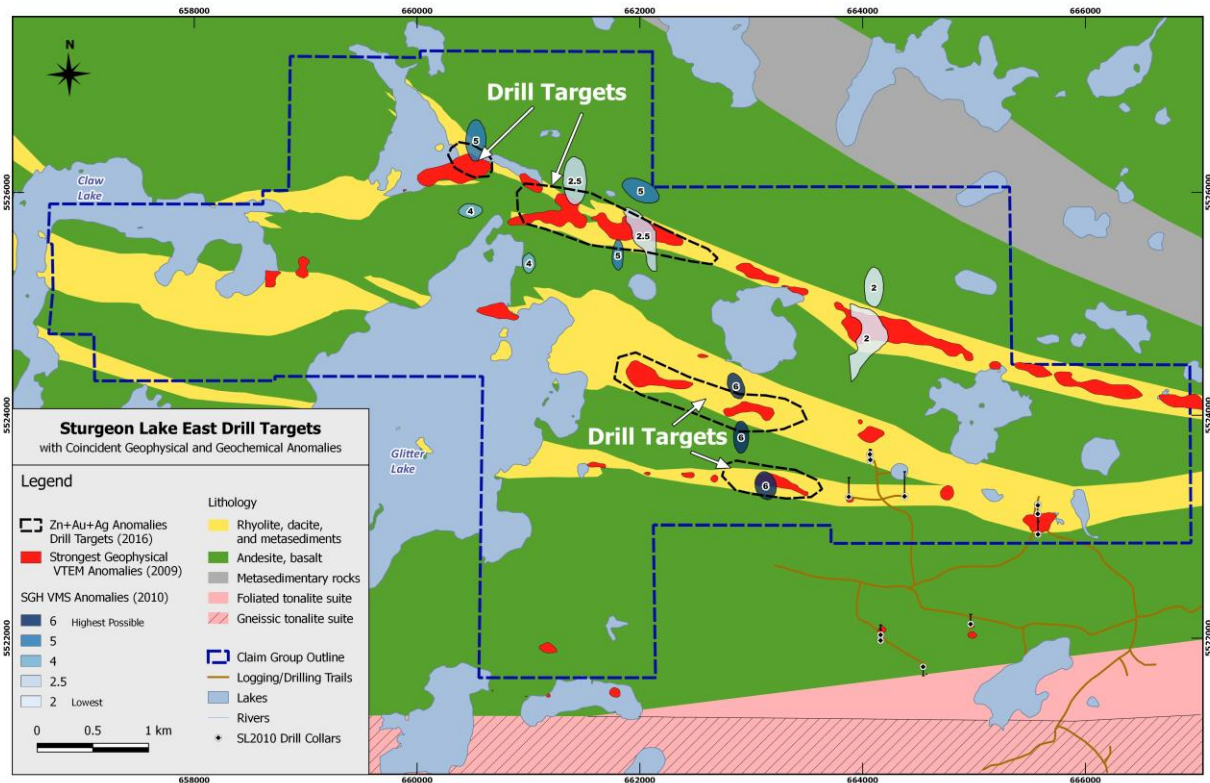 658000
660000
662000
664000
666000
N
Drill Targets
5
2.5
5
5526000
5526000
Claw
Lake
4
2.5
5
4
2
2
6
5524000
5524000
Drill Targets
6
Glitter
Lake
6
Sturgeon Lake East Drill Targets
with Coincident Geophysical and Geochemical Anomalies
Legend
Zn+Au+Ag Anomalies
Drill Targets (2016)
Strongest Geophysical
VTEM Anomalies (2009)
SGH VMS Anomalies (2010)
6 Highest Possible
5
4
2.5
2 Lowest
0 0.5 1 km
Lithology
Rhyolite, dacite,
and metasediments
Andesite, basalt
Metasedimentary rocks
Foliated tonalite suite
Gneissic tonalite suite
Claim Group Outline
Logging/Drilling Trails
Lakes
Rivers
SL2010 Drill Collars
5522000
5522000
658000
660000
662000
664000
666000